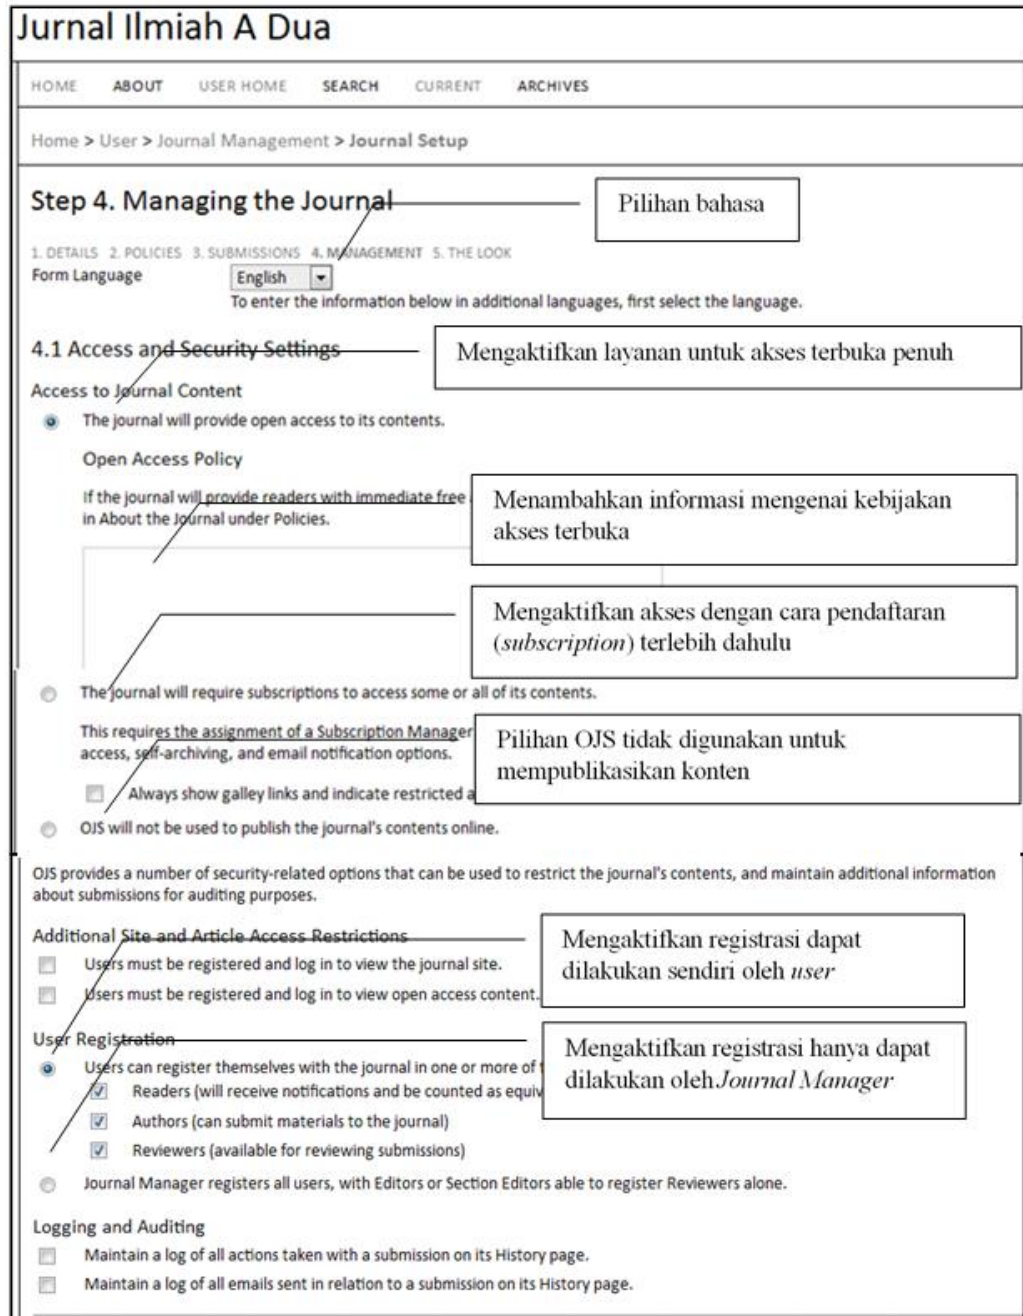 Jurnal Ilmiah A Dua
HOME ABOUT USER HOME SEARCH CURRENT ARCHIVES
Home > User > Journal Management > Journal Setup
Step 4. Managing the Journal
Pilihan bahasa
1. DETAILS 2. POLICIES 3. SUBMISSIONS 4. MANAGEMENT 5. THE LOOK
Form Language English
To enter the information below in additional languages, first select the language.
4.1 Access and Security Settings
Mengaktifkan layanan untuk akses terbuka penuh
Access to Journal Content
The journal will provide open access to its contents.
Open Access Policy
If the journal will provide readers with immediate free
in About the Journal under Policies.
Menambahkan informasi mengenai kebijakan
akses terbuka
Mengaktifkan akses dengan cara pendaftaran
(subscription) terlebih dahulu
The journal will require subscriptions to access some or all of its contents.
This requires the assignment of a Subscription Manager
access, self-archiving, and email notification options.
Pilihan OJS tidak digunakan untuk
mempublikasikan konten
Always show galley links and indicate restricted
OJS will not be used to publish the journal's contents online.
OJS provides a number of security-related options that can be used to restrict the journal's contents, and maintain additional information
about submissions for auditing purposes.
Additional Site and Article Access Restrictions
Users must be registered and log in to view the journal site.
Users must be registered and log in to view open access content.
Mengaktifkan registrasi dapat
dilakukan sendiri oleh user
User Registration
Users can register themselves with the journal in one or more of
Readers (will receive notifications and be counted as
Authors (can submit materials to the journal)
Reviewers (available for reviewing submissions)
Mengaktifkan registrasi hanya dapat
dilakukan oleh Journal Manager
Journal Manager registers all users, with Editors or Section Editors able to register Reviewers alone.
Logging and Auditing
Maintain a log of all actions taken with a submission on its History page.
Maintain a log of all emails sent in relation to a submission on its History page.